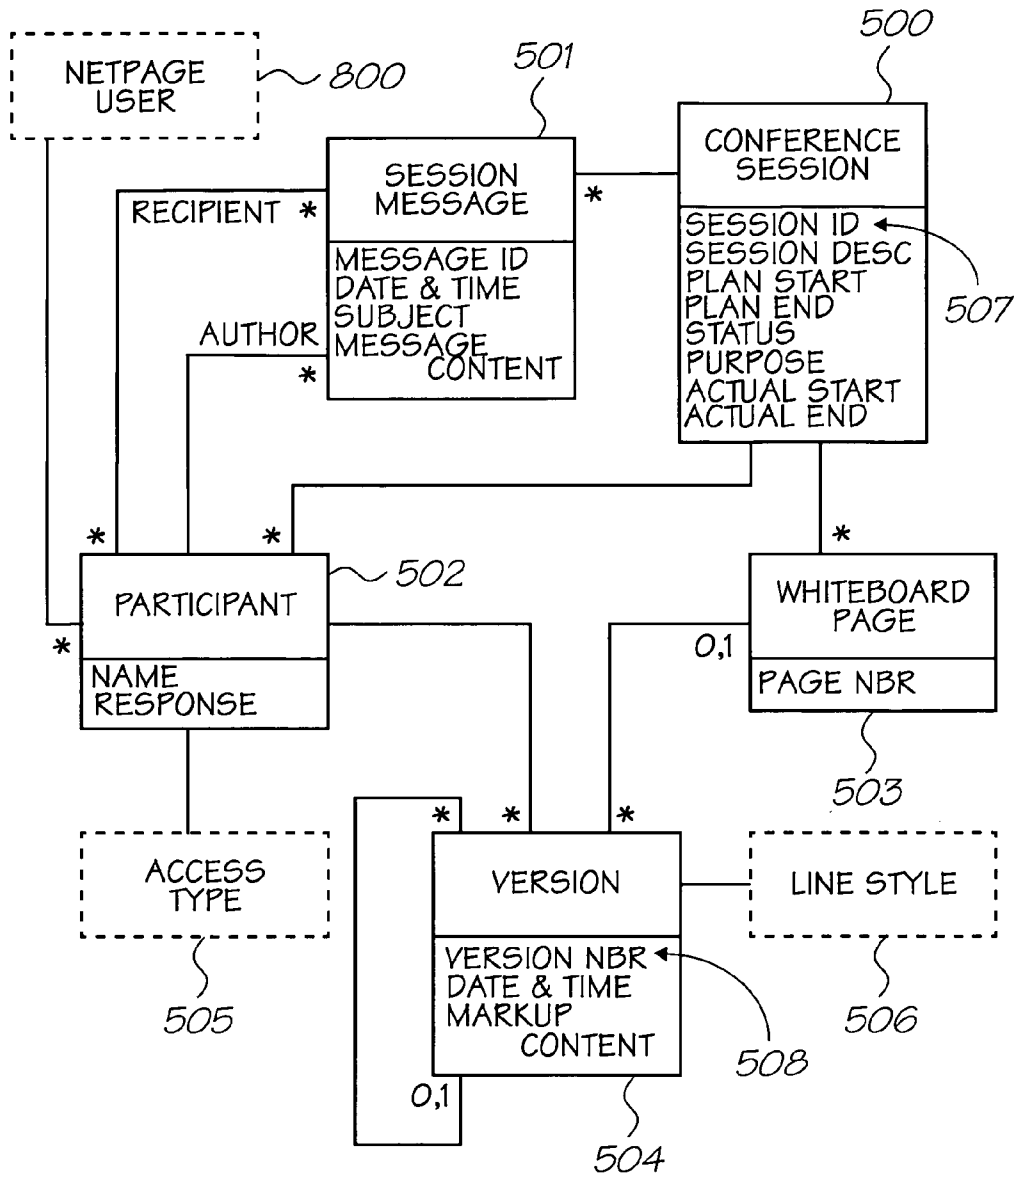 500
501
NETPAGE
USER
800
CONFERENCE
SESSION
SESSION
MESSAGE
*
RECIPIENT *
SESSION ID
SESSION DESC
PLAN START
PLAN END
STATUS
PURPOSE
ACTUAL START
ACTUAL END
507
MESSAGE ID
DATE & TIME
SUBJECT
MESSAGE
CONTENT
AUTHOR
*
*
*
*
502
PARTICIPANT
WHITEBOARD
PAGE
*
0,1
NAME
RESPONSE
PAGE NBR
503
*
*
*
ACCESS
TYPE
VERSION
LINE STYLE
505
VERSION NBR
DATE & TIME
MARKUP
CONTENT
508
506
0,1
504